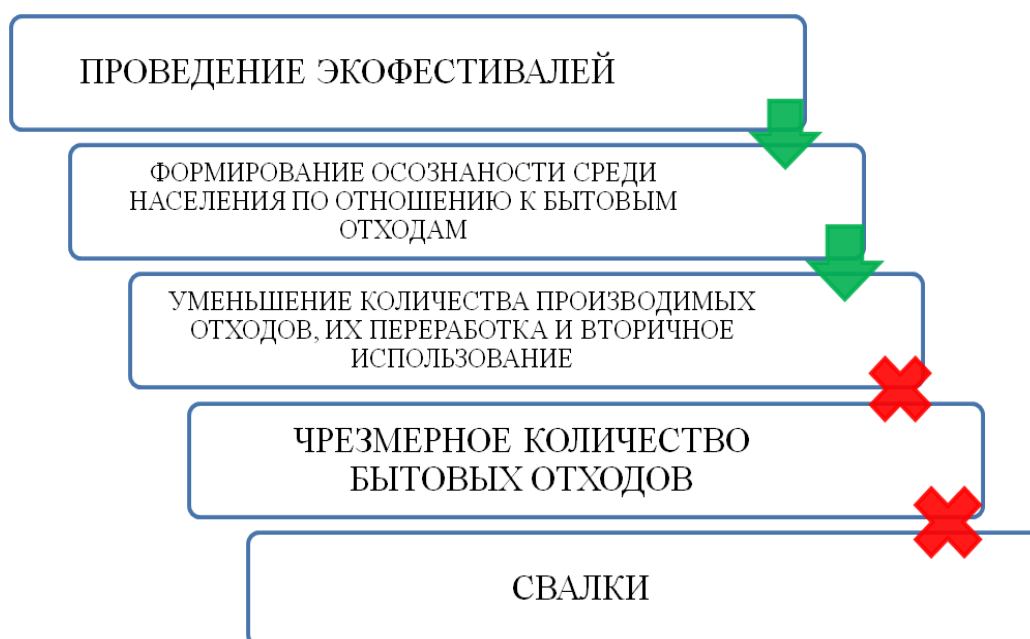 ПРОВЕДЕНИЕ ЭКОФЕСТИВАЛЕЙ
ФОРМИРОВАНИЕ ОСОЗНАНОСТИ СРЕДИ
НАСЕЛЕНИЯ ПО ОТНОШЕНИЮ К БЫТОВЫМ
ОТХОДАМ
УМЕНЬШЕНИЕ КОЛИЧЕСТВА ПРОИЗВОДИМЫХ
ОТХОДОВ, ИХ ПЕРЕРАБОТКА И ВТОРИЧНОЕ
ИСПОЛЬЗОВАНИЕ
ЧРЕЗМЕРНОЕ КОЛИЧЕСТВО
БЫТОВЫХ ОТХОДОВ
СВАЛКИ